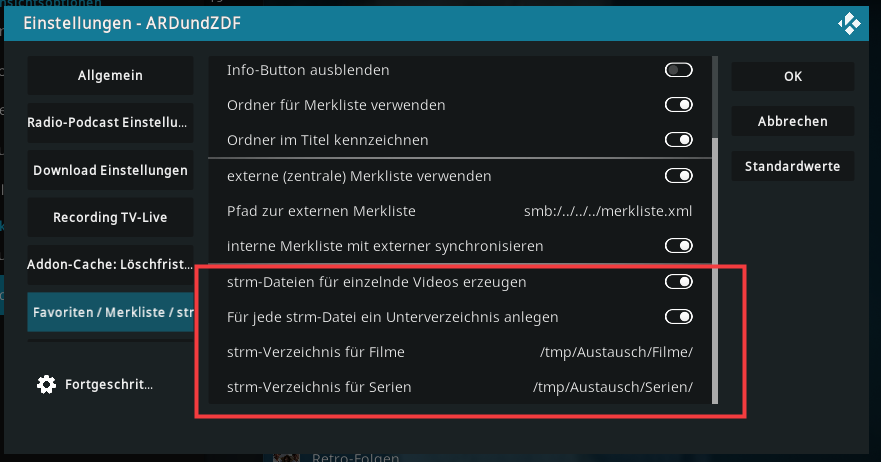 Einstellungen - ARDundZDF
Allgemein
Radio-Podcast Einstellu...
Download Einstellungen
Recording TV-Live
Addon-Cache: Löschfrist...
Favoriten / Merkliste / str
Fortgeschrit...
Info-Button ausblenden
Ordner für Merkliste verwenden
Ordner im Titel kennzeichnen
externe (zentrale) Merkliste verwenden
Pfad zur externen Merkliste smb:/../../../merkliste.xml
interne Merkliste mit externer synchronisieren
strm-Dateien für einzelnde Videos erzeugen
Für jede strm-Datei ein Unterverzeichnis anlegen
strm-Verzeichnis für Filme /tmp/Austausch/Filme/
strm-Verzeichnis für Serien /tmp/Austausch/Serien/
OK
Abbrechen
Standardwerte
Retro-Folgen